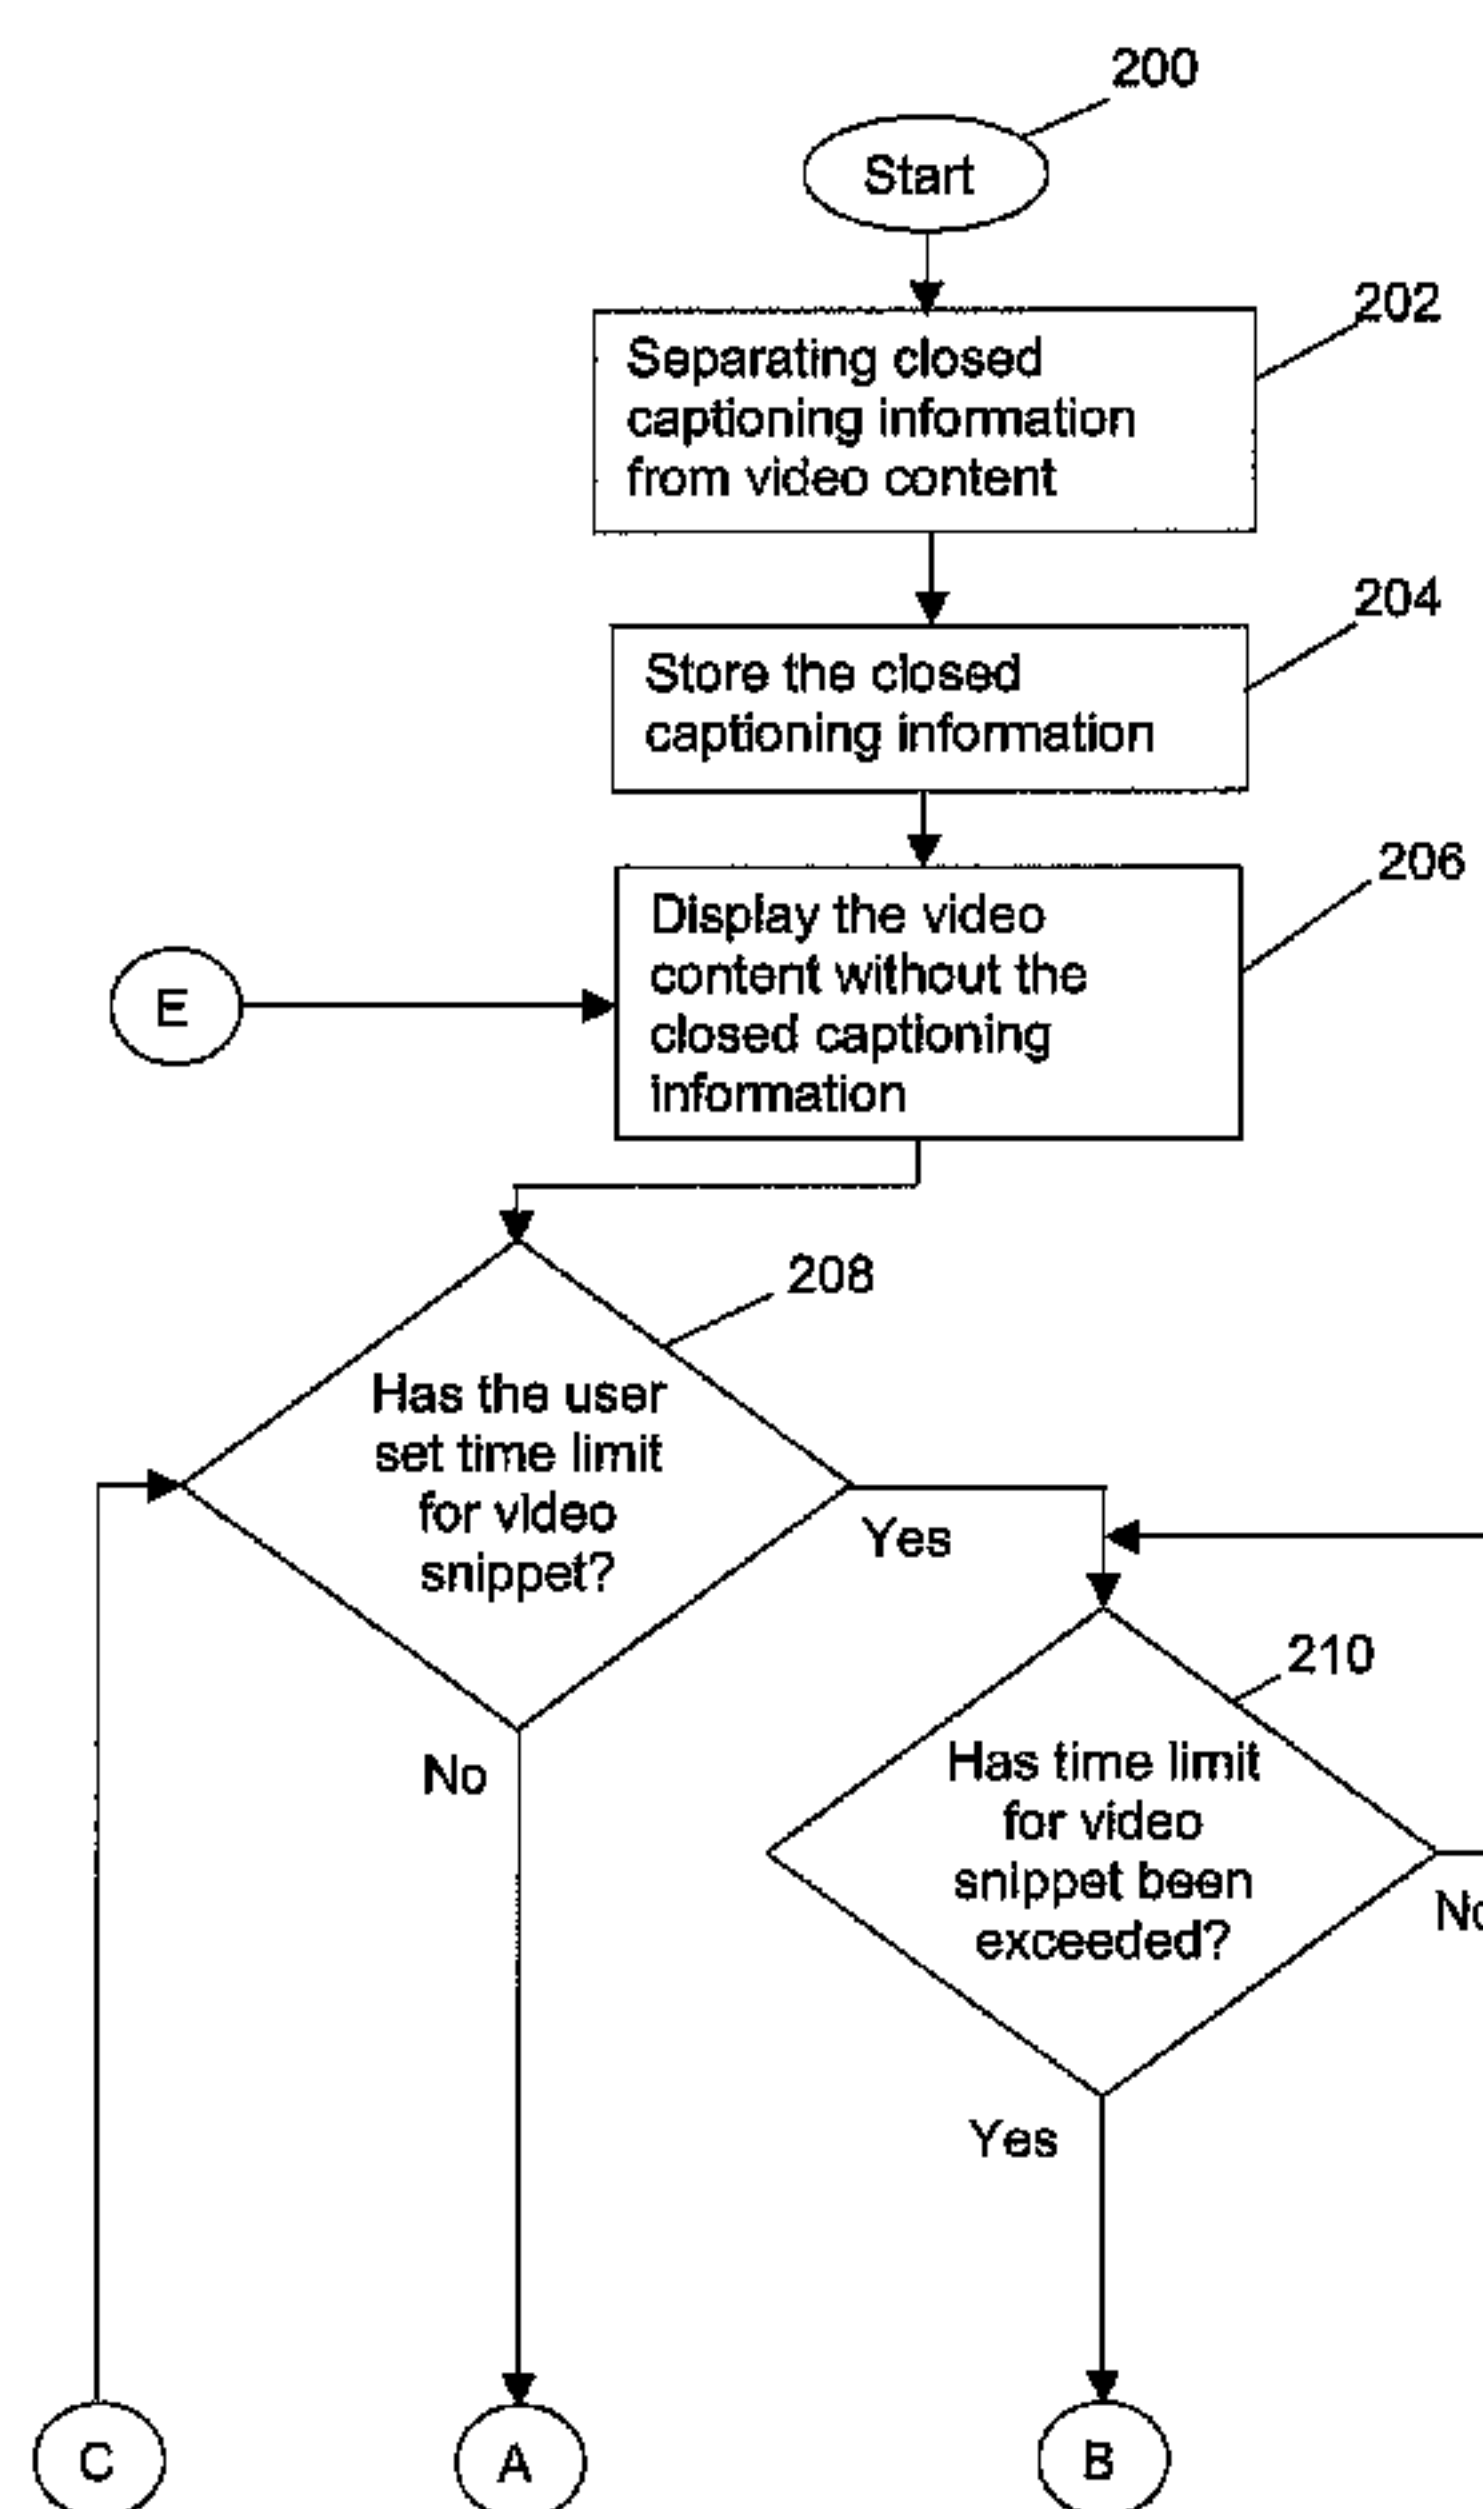 200
Start
202
Separating closed
captioning information
from video content
204
Store the closed
captioning information
206
Display the video
content without the
closed captioning
information
E
208
Has the user
set time limit
for video
snippet?
Yes
No
210
Has time limit
for video
snippet been
exceeded?
No
Yes
C
A
B